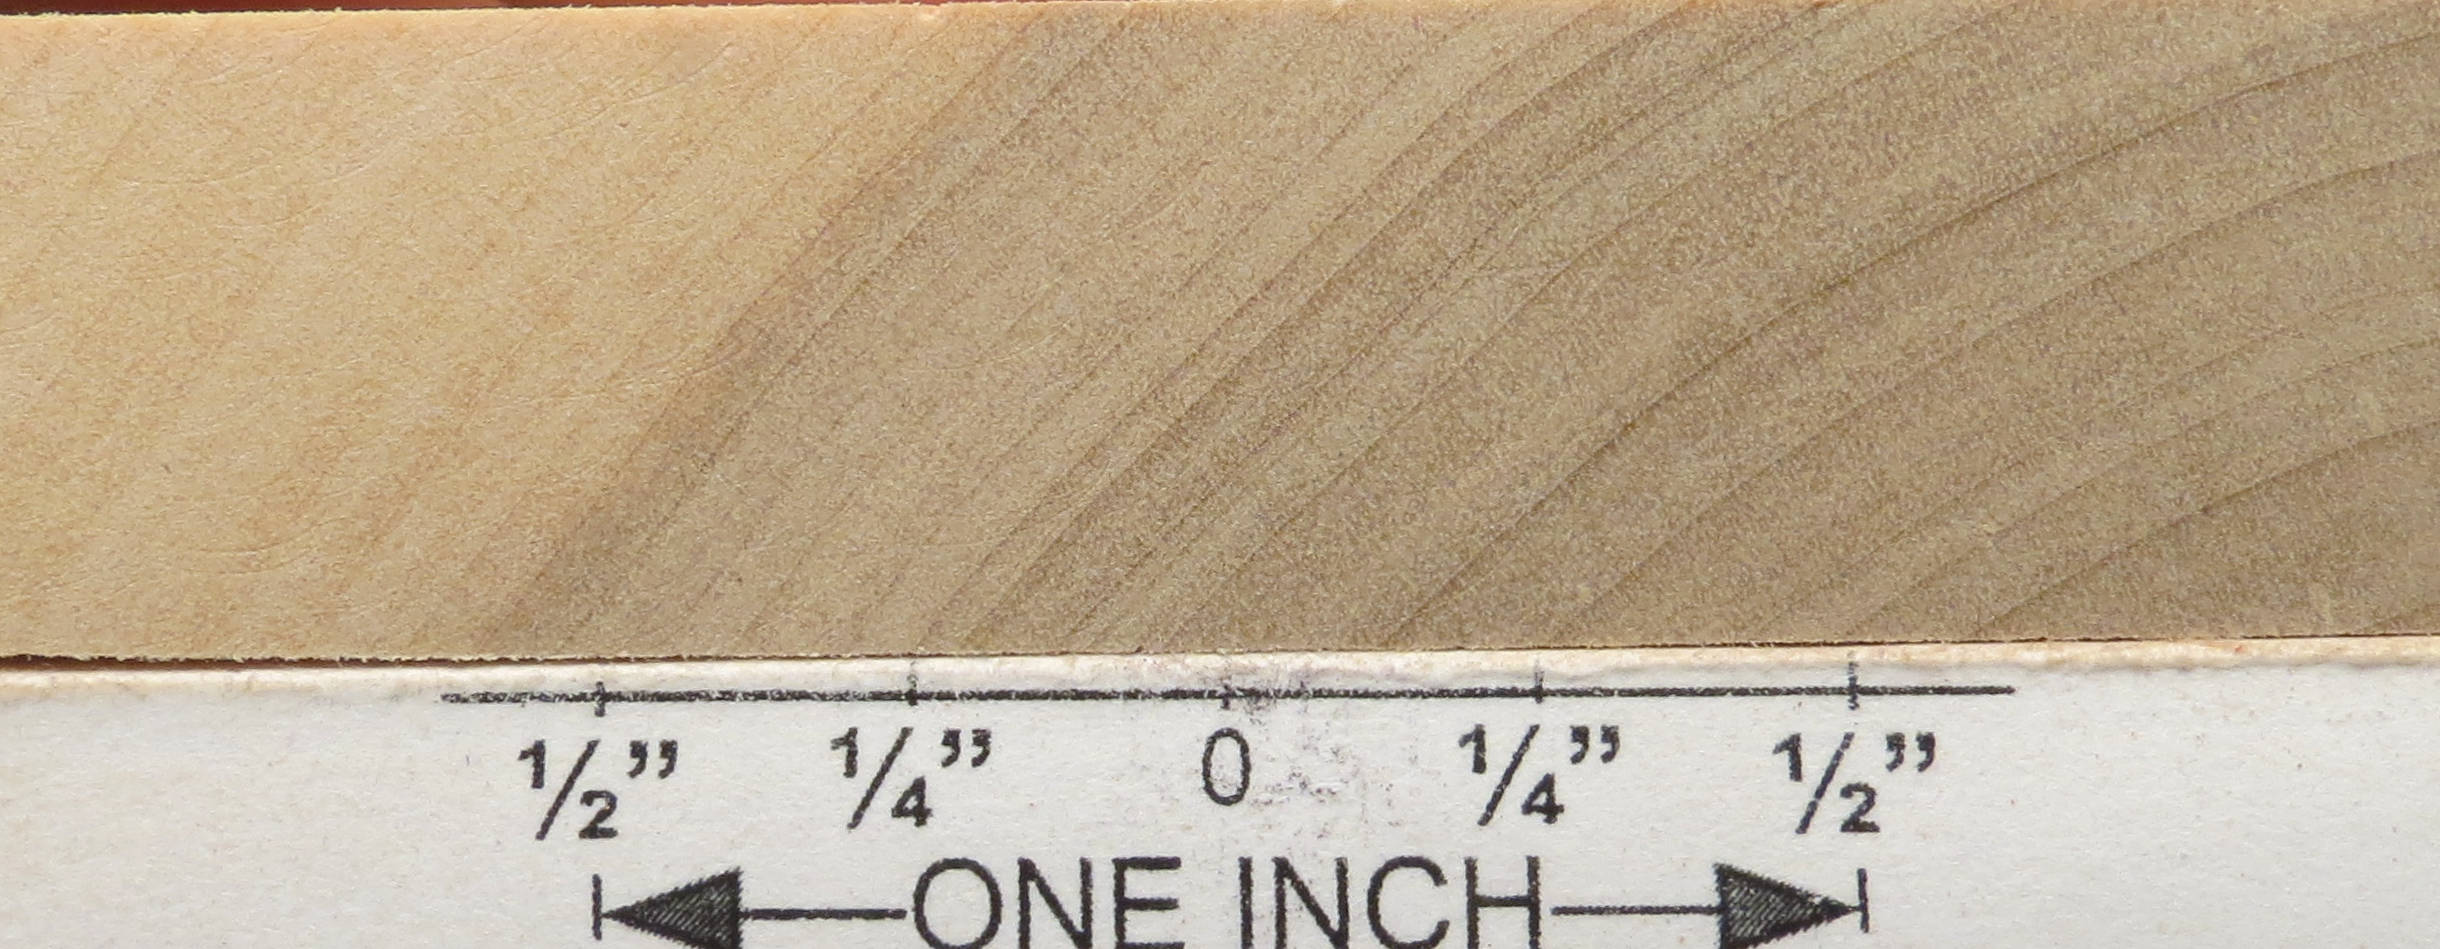 1/2” 1/4” 0 1/4” 1/2”
ONE INCH